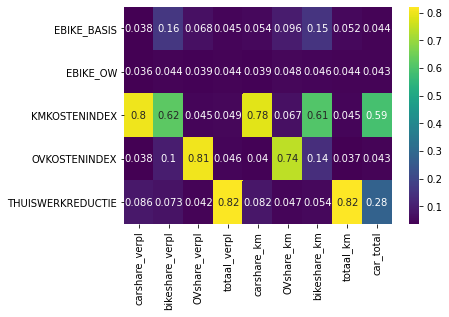 EBIKE_BASIS 0.038 0.16 0.068 0.045 0.054 0.096 0.15 0.052 0.044
EBIKE_OW 0.036 0.044 0.039 0.044 0.039 0.048 0.046 0.044 0.043
KMKOSTENINDEX 0.8 0.62 0.045 0.049 0.78 0.067 0.61 0.045 0.59
OVKOSTENINDEX 0.038 0.1 0.81 0.046 0.04 0.74 0.14 0.037 0.043
THUISWERKREDUCTIE 0.086 0.073 0.042 0.82 0.082 0.047 0.054 0.82 0.28
carshare_verpl
bikeshare_verpl
OVshare_verpl
totaal_verpl
carshare_km
OVshare_km
bikeshare_km
totaal_km
car_total
0.8
0.7
0.6
0.5
0.4
0.3
0.2
0.1